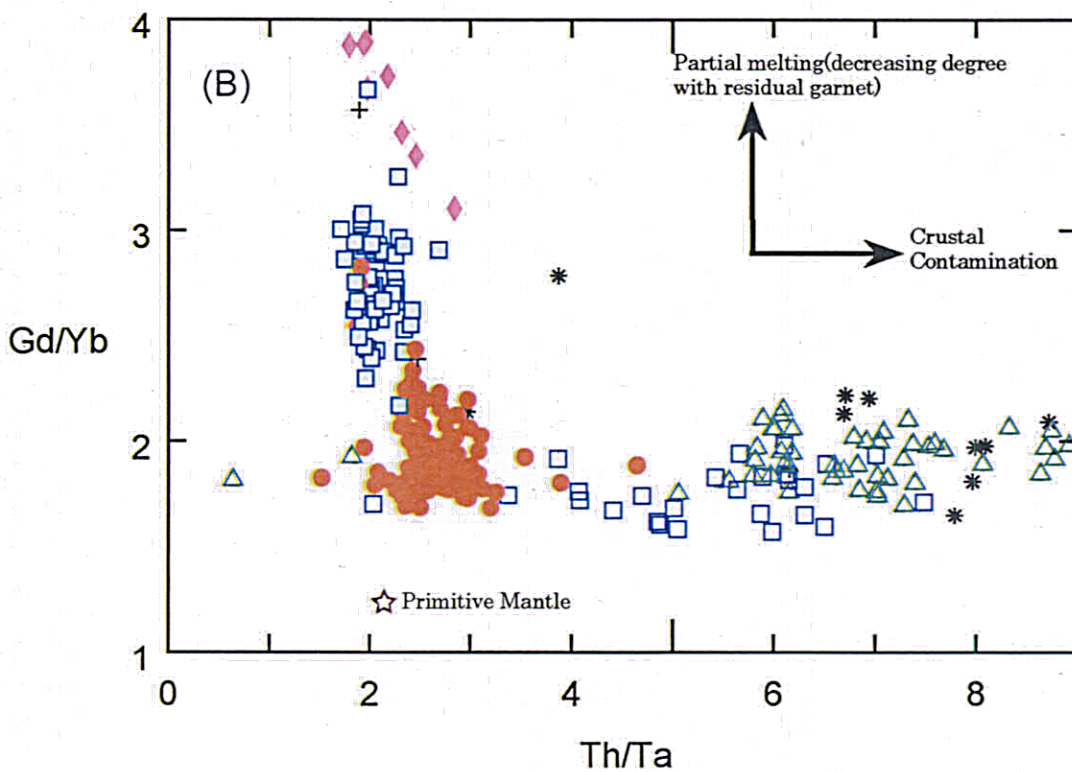 4
(B)
Partial melting(decreasing degree
with residual garnet)
3
Crustal
Contamination
Gd/Yb
2
Primitive Mantle
1
0 2 4 6 8
Th/Ta